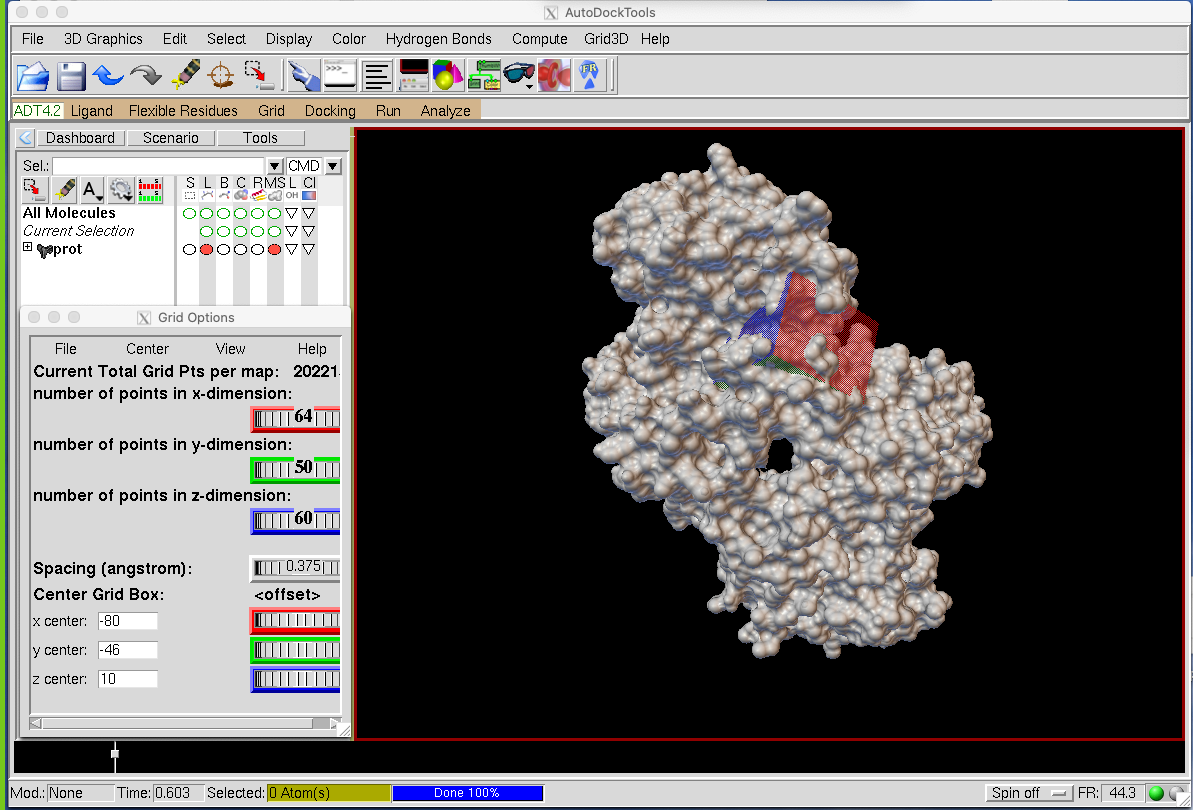 AutoDockTools
File 3D Graphics Edit Select Display Color Hydrogen Bonds Compute Grid3D Help
>>>_
FR
ADT4.2 Ligand Flexible Residues Grid Docking Run Analyze
Dashboard Scenario Tools
Sel.: CMD
A S L B C R MS L Cl
OH
All Molecules
Current Selection
prot
Grid Options
File Center View Help
Current Total Grid Pts per map: 20221
number of points in x-dimension:
64
number of points in y-dimension:
50
number of points in z-dimension:
60
Spacing (angstrom): 0.375
Center Grid Box: <offset>
x center: -80
y center: -46
z center: 10
Mod.: None Time: 0.603 Selected: 0 Atom(s) Done 100% Spin off FR: 44.3